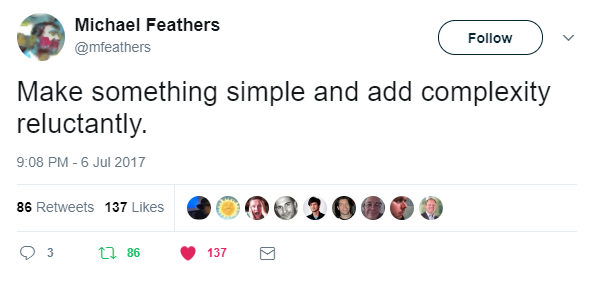 Michael Feathers
@mfeathers
Follow
Make something simple and add complexity
reluctantly.
9:08 PM - 6 Jul 2017
86 Retweets 137 Likes
3 86 137